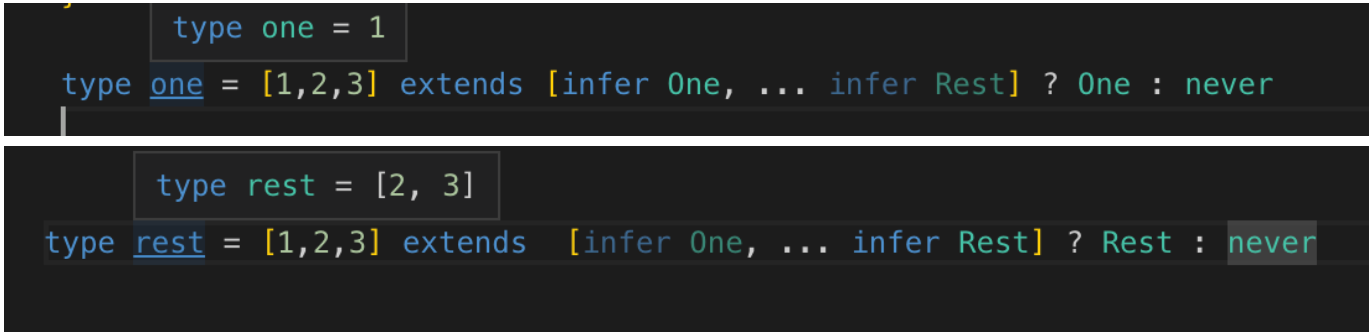 type one = 1
type one = [1,2,3] extends [infer One, ... infer Rest] ? One : never
type rest = [2, 3]
type rest = [1,2,3] extends  [infer One, ... infer Rest] ? Rest : never